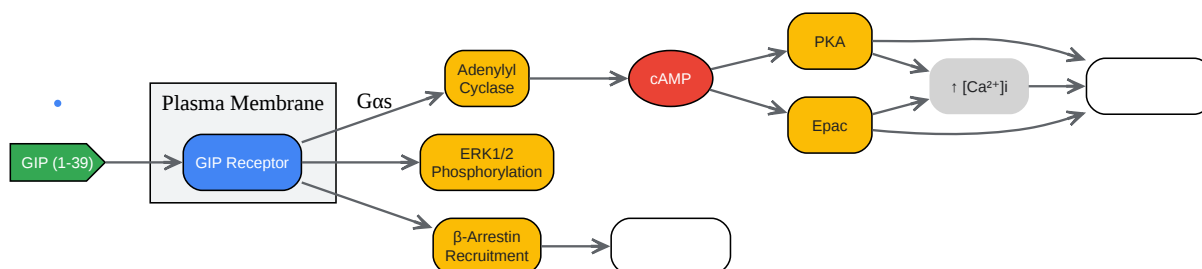 PKA
Adenylyl
Cyclase
cAMP
↑ [Ca²⁺]i
Plasma Membrane
Gαs
Epac
GIP (1-39)
GIP Receptor
ERK1/2
Phosphorylation
β-Arrestin
Recruitment